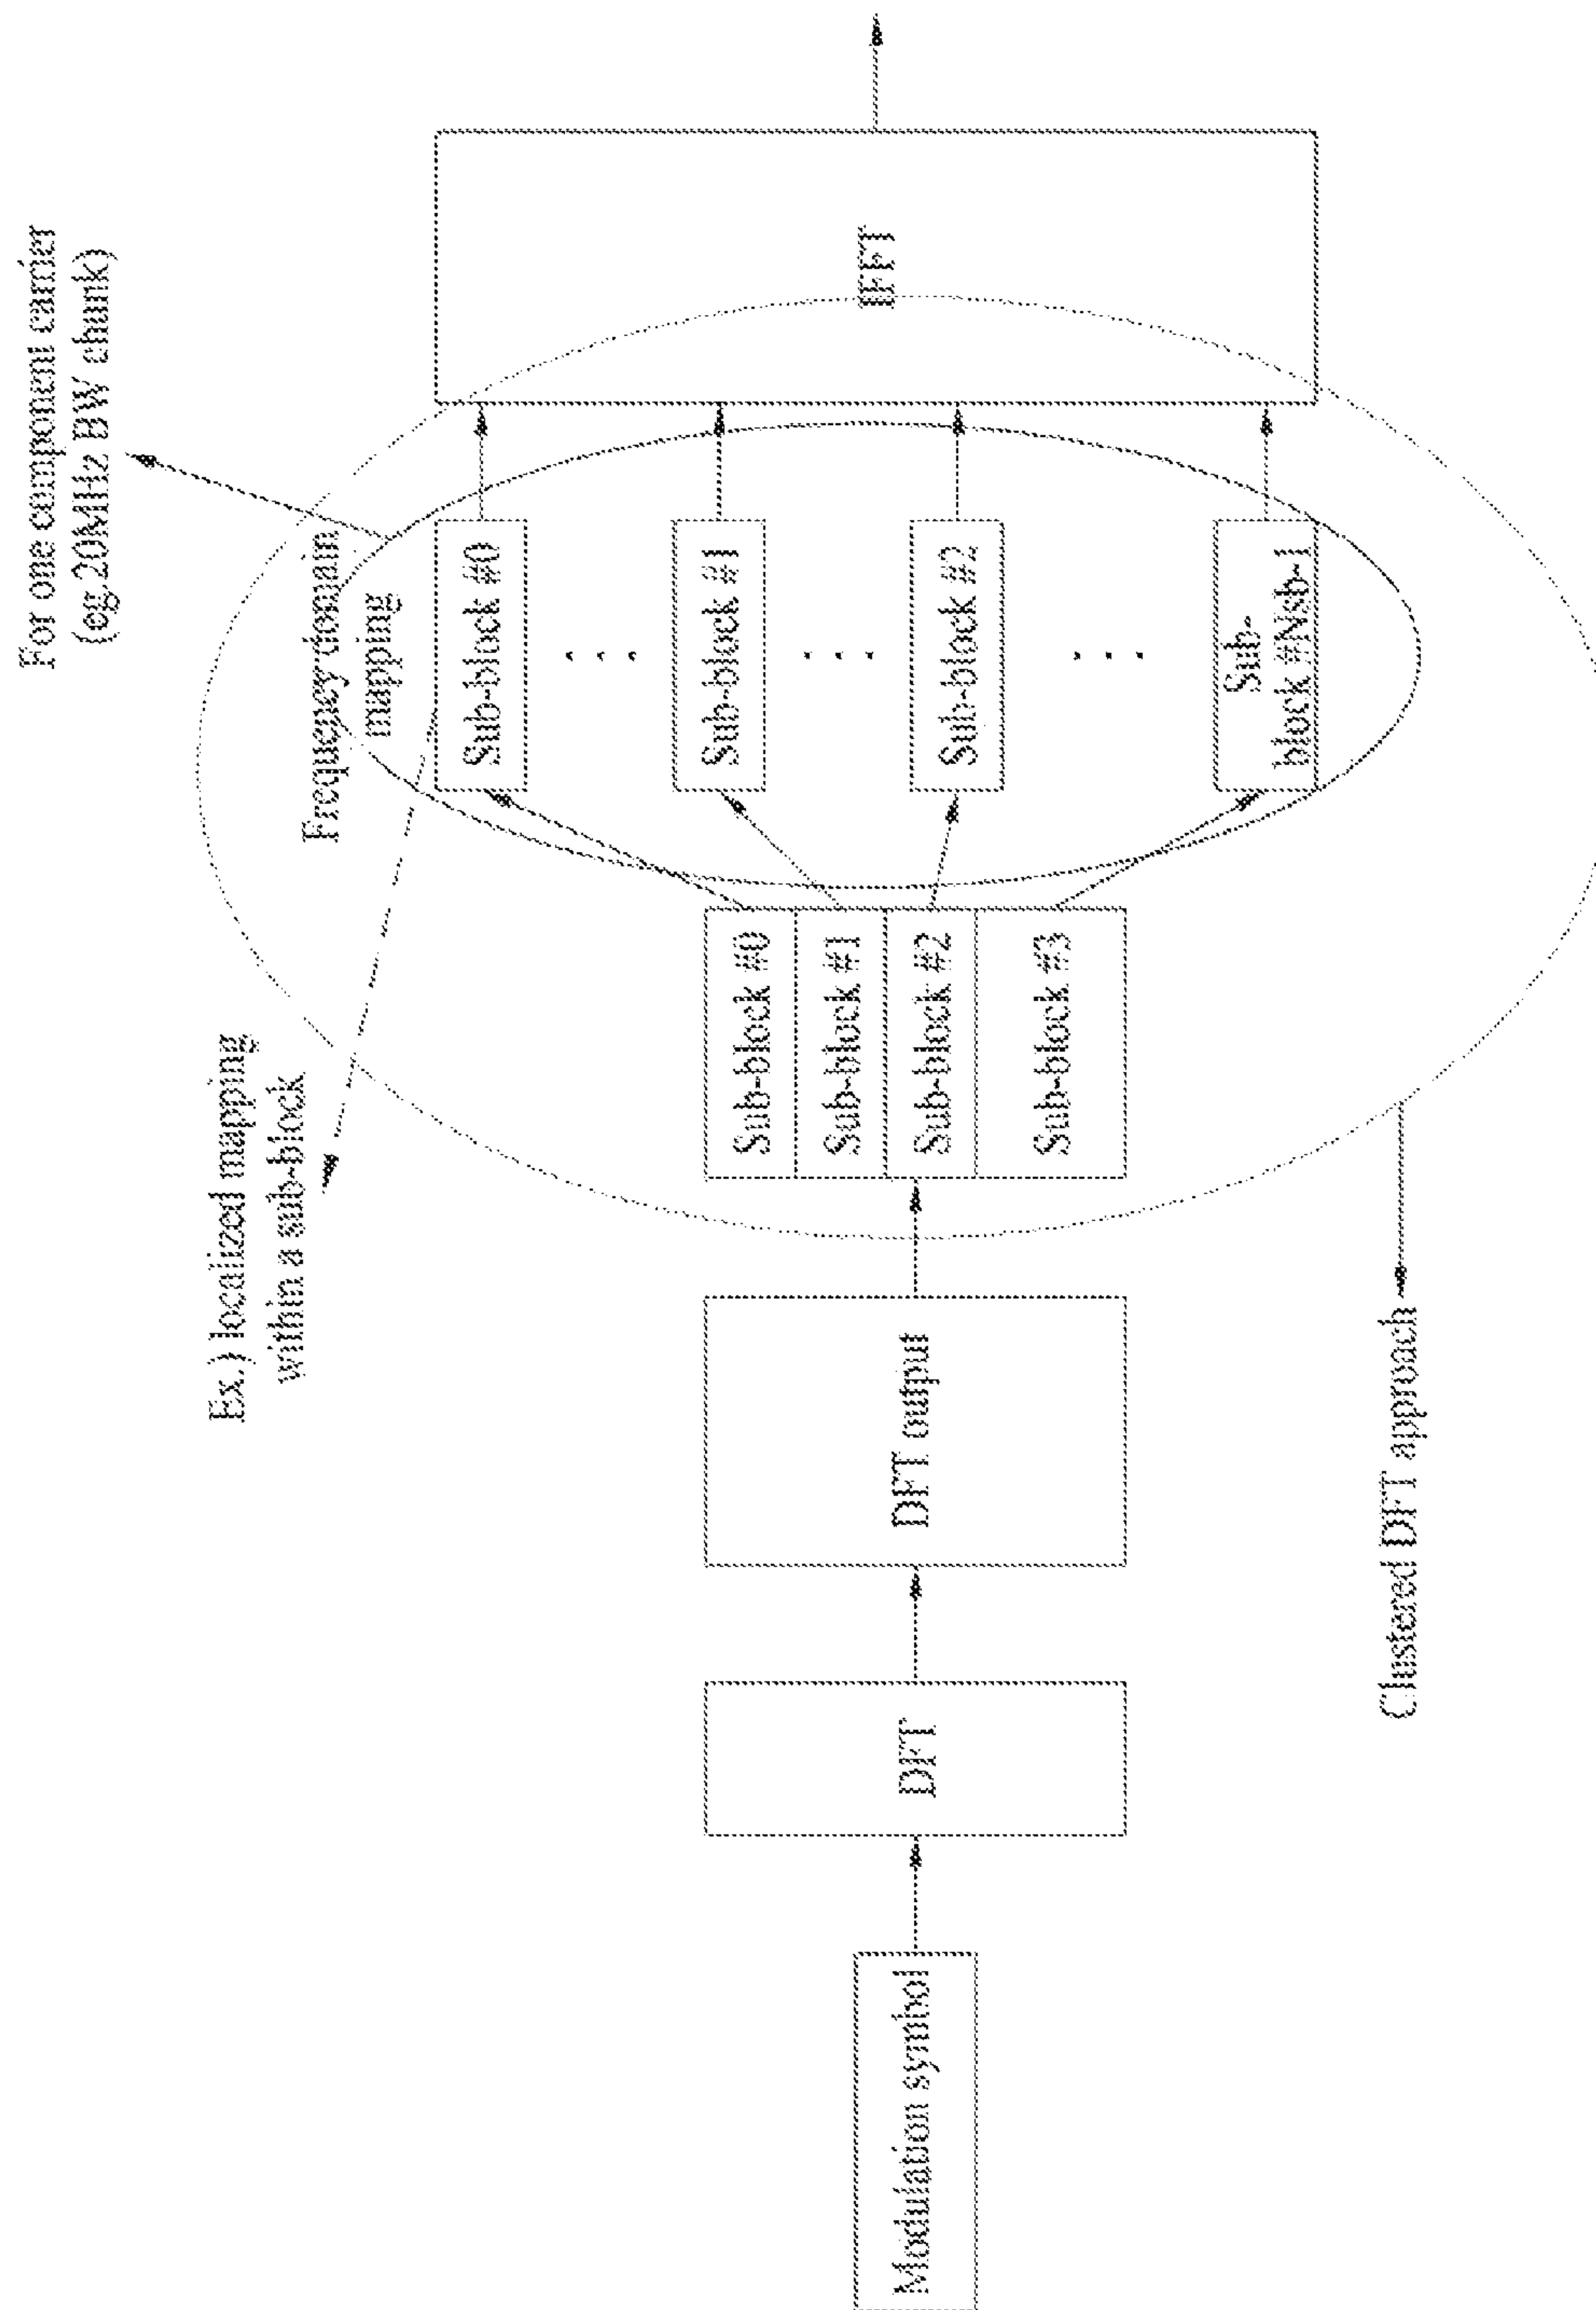 Modulation symbol
DFT
DFT output
Sub-block #0
Sub-block #1
Sub-block #2
Sub-block #3
Ex.) localized mapping
within a sub-block
Frequency domain
mapping
Sub-block #0
Sub-block #1
Sub-block #2
Sub-
block #Nsb-1
For one component carrier
(eg.20MHz BW chunk)
IFFT
Clustered DFT approach